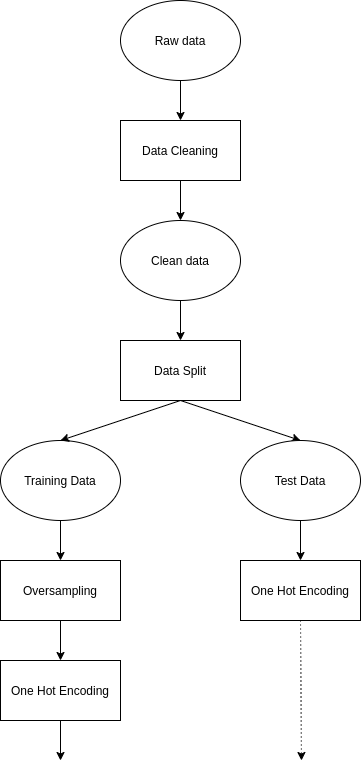 Raw data
Data Cleaning
Clean data
Data Split
Training Data
Test Data
Oversampling
One Hot Encoding
One Hot Encoding